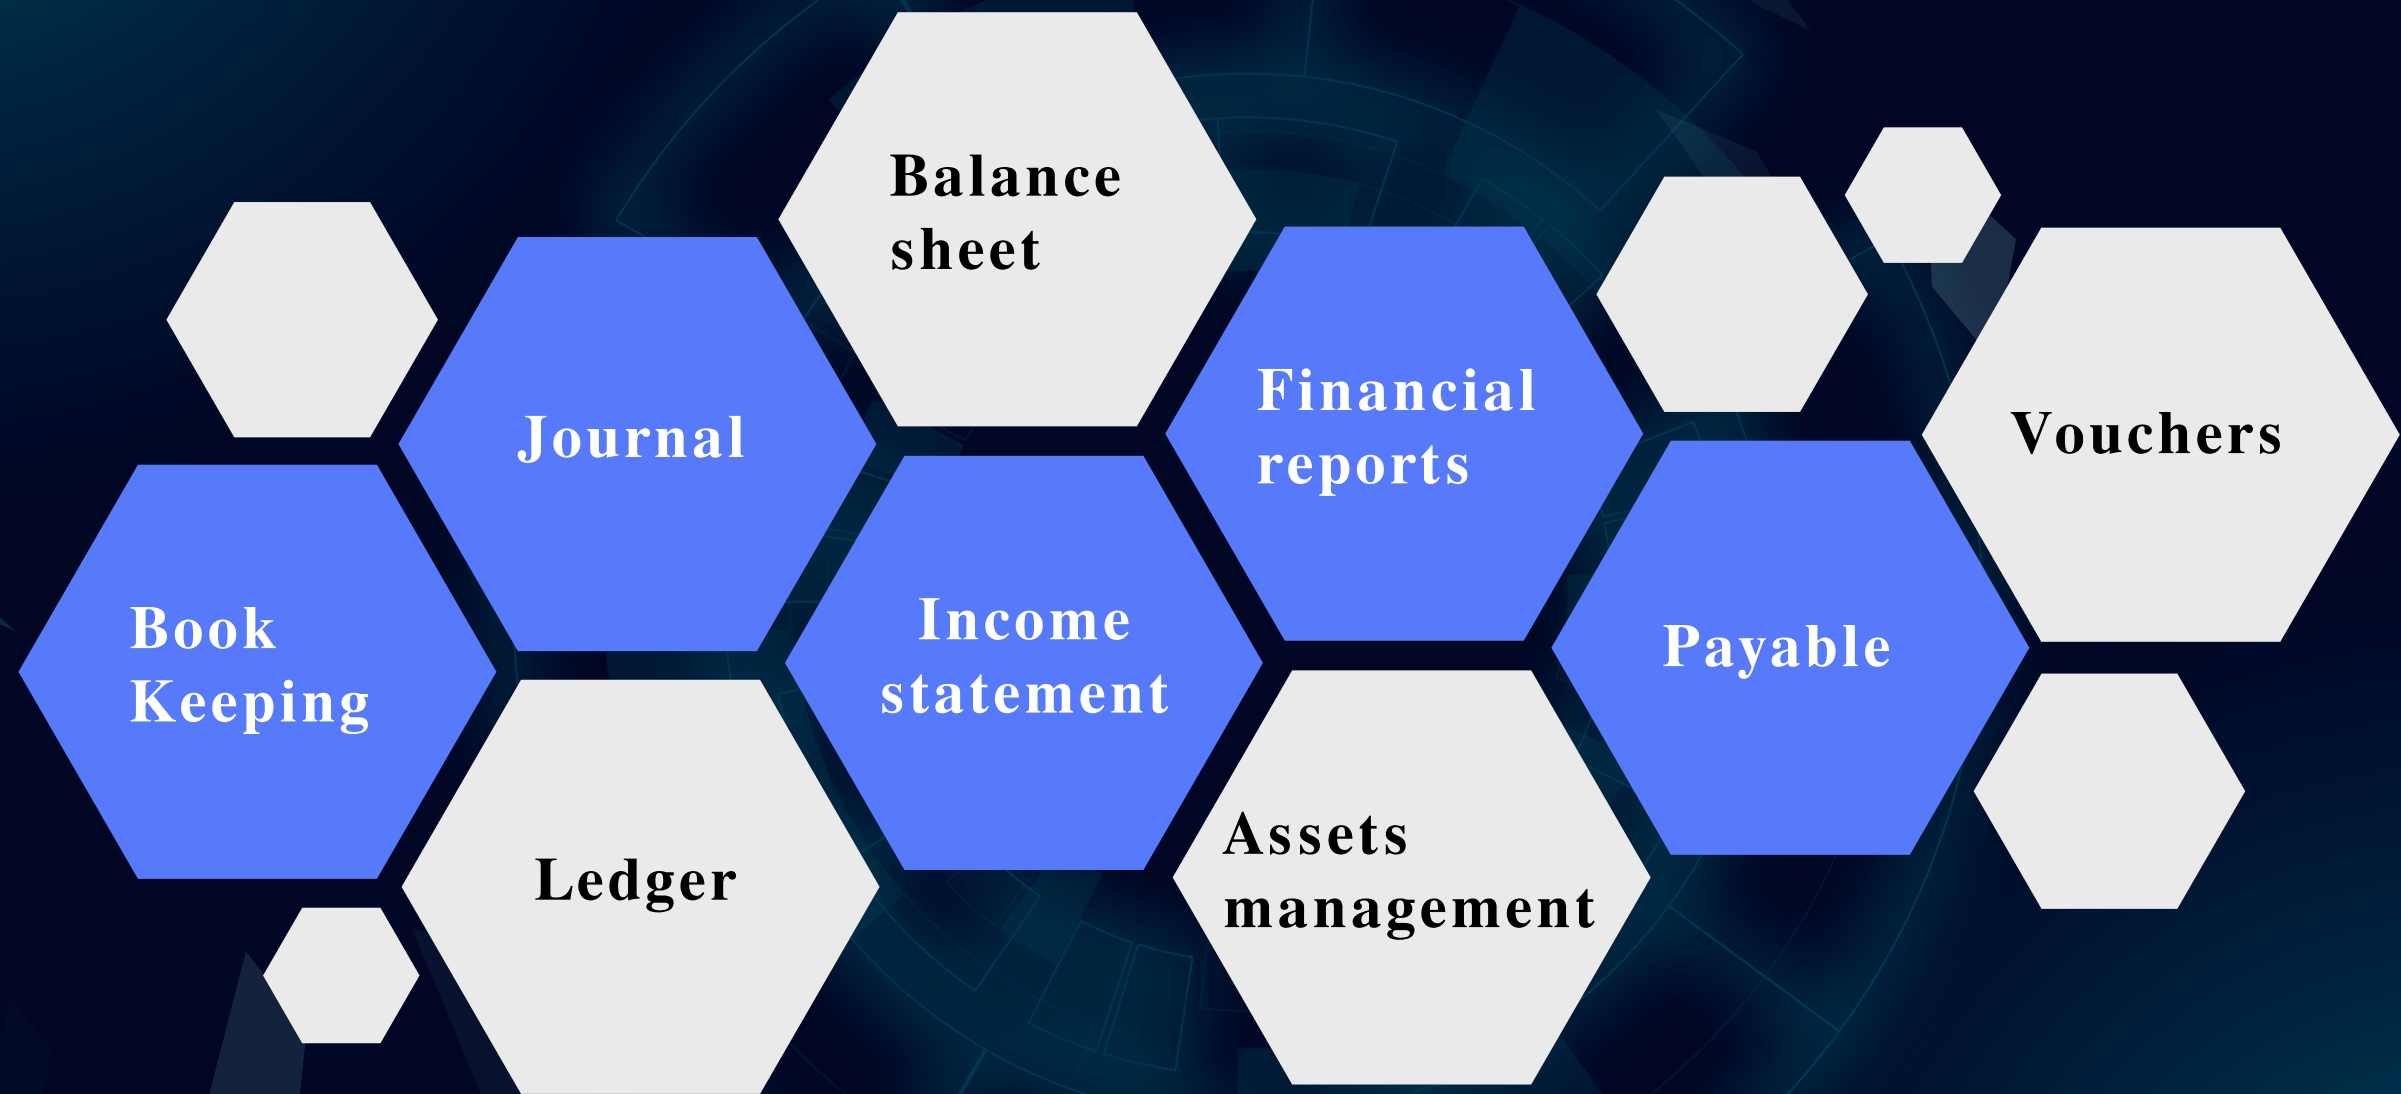 Balance
sheet
Journal
Financial
reports
Vouchers
Book
Keeping
Income
statement
Payable
Ledger
Assets
management